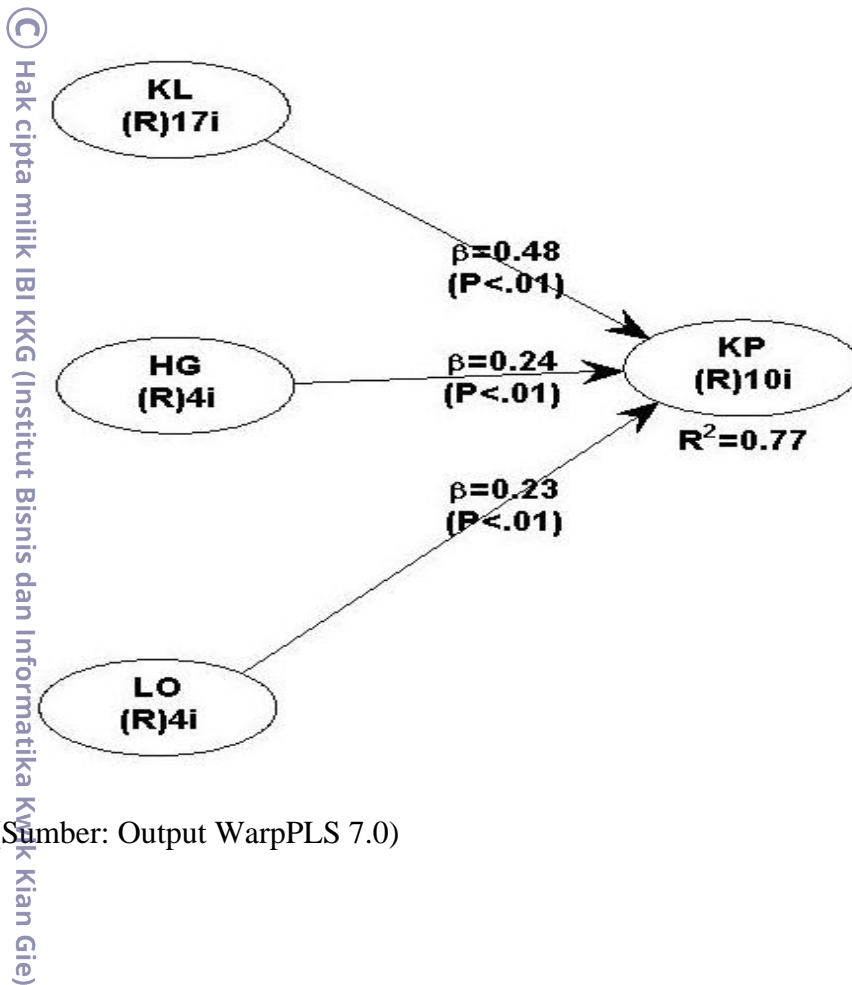 © Hak cipta milik IBI KKG (Institut Bisnis dan Informatika Kwik Kian Gie)
KL
(R)17i
β=0.48
(P<.01)
HG
(R)4i
β=0.24
(P<.01)
KP
(R)10i
R²=0.77
β=0.23
(P<.01)
LO
(R)4i
(Sumber: Output WarpPLS 7.0)